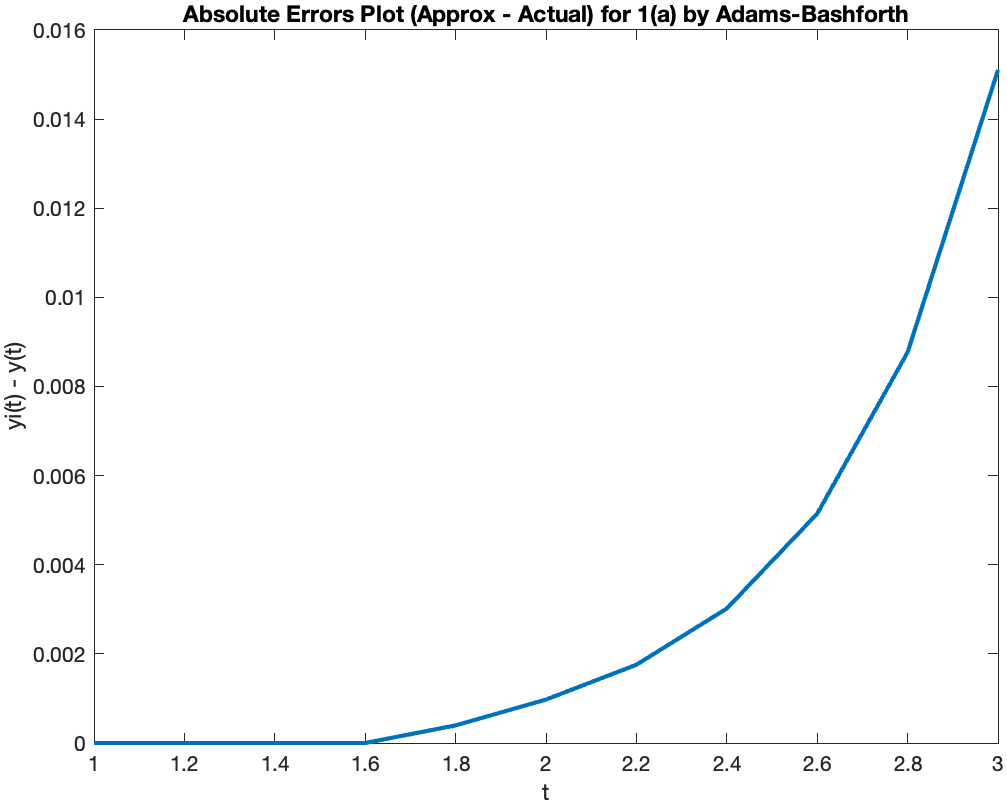 Absolute Errors Plot (Approx - Actual) for 1(a) by Adams-Bashforth
0.016
0.014
0.012
0.01
0.008
0.006
0.004
0.002
0
yi(t) - y(t)
1 1.2 1.4 1.6 1.8 2 2.2 2.4 2.6 2.8 3
t